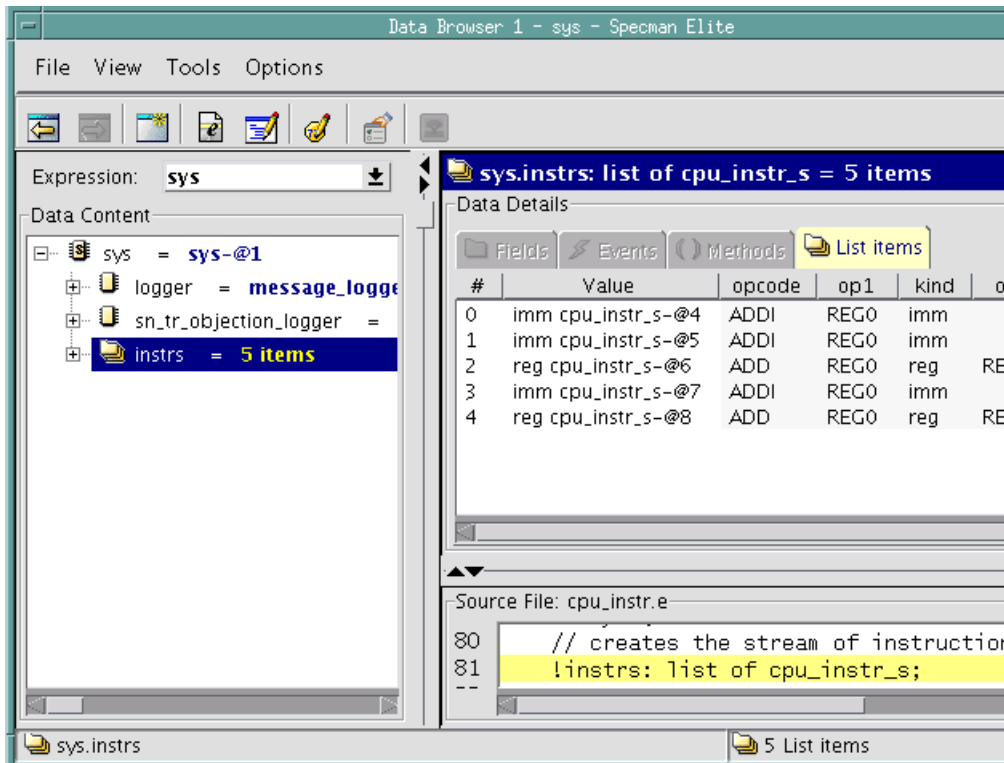 Data Browser 1 - sys - Specman Elite
File View Tools Options
Expression: sys
Data Content
sys = sys-@1
logger = message_logge
sn_tr_objection_logger =
instrs = 5 items
sys.instrs: list of cpu_instr_s = 5 items
Data Details
Fields Events Methods List items
# Value opcode op1 kind o
0 imm cpu_instr_s-@4 ADDI REG0 imm
1 imm cpu_instr_s-@5 ADDI REG0 imm
2 reg cpu_instr_s-@6 ADD REG0 reg RE
3 imm cpu_instr_s-@7 ADDI REG0 imm
4 reg cpu_instr_s-@8 ADD REG0 reg RE
Source File: cpu_instr.e
80 // creates the stream of instruction
81 !instrs: list of cpu_instr_s;
sys.instrs
5 List items